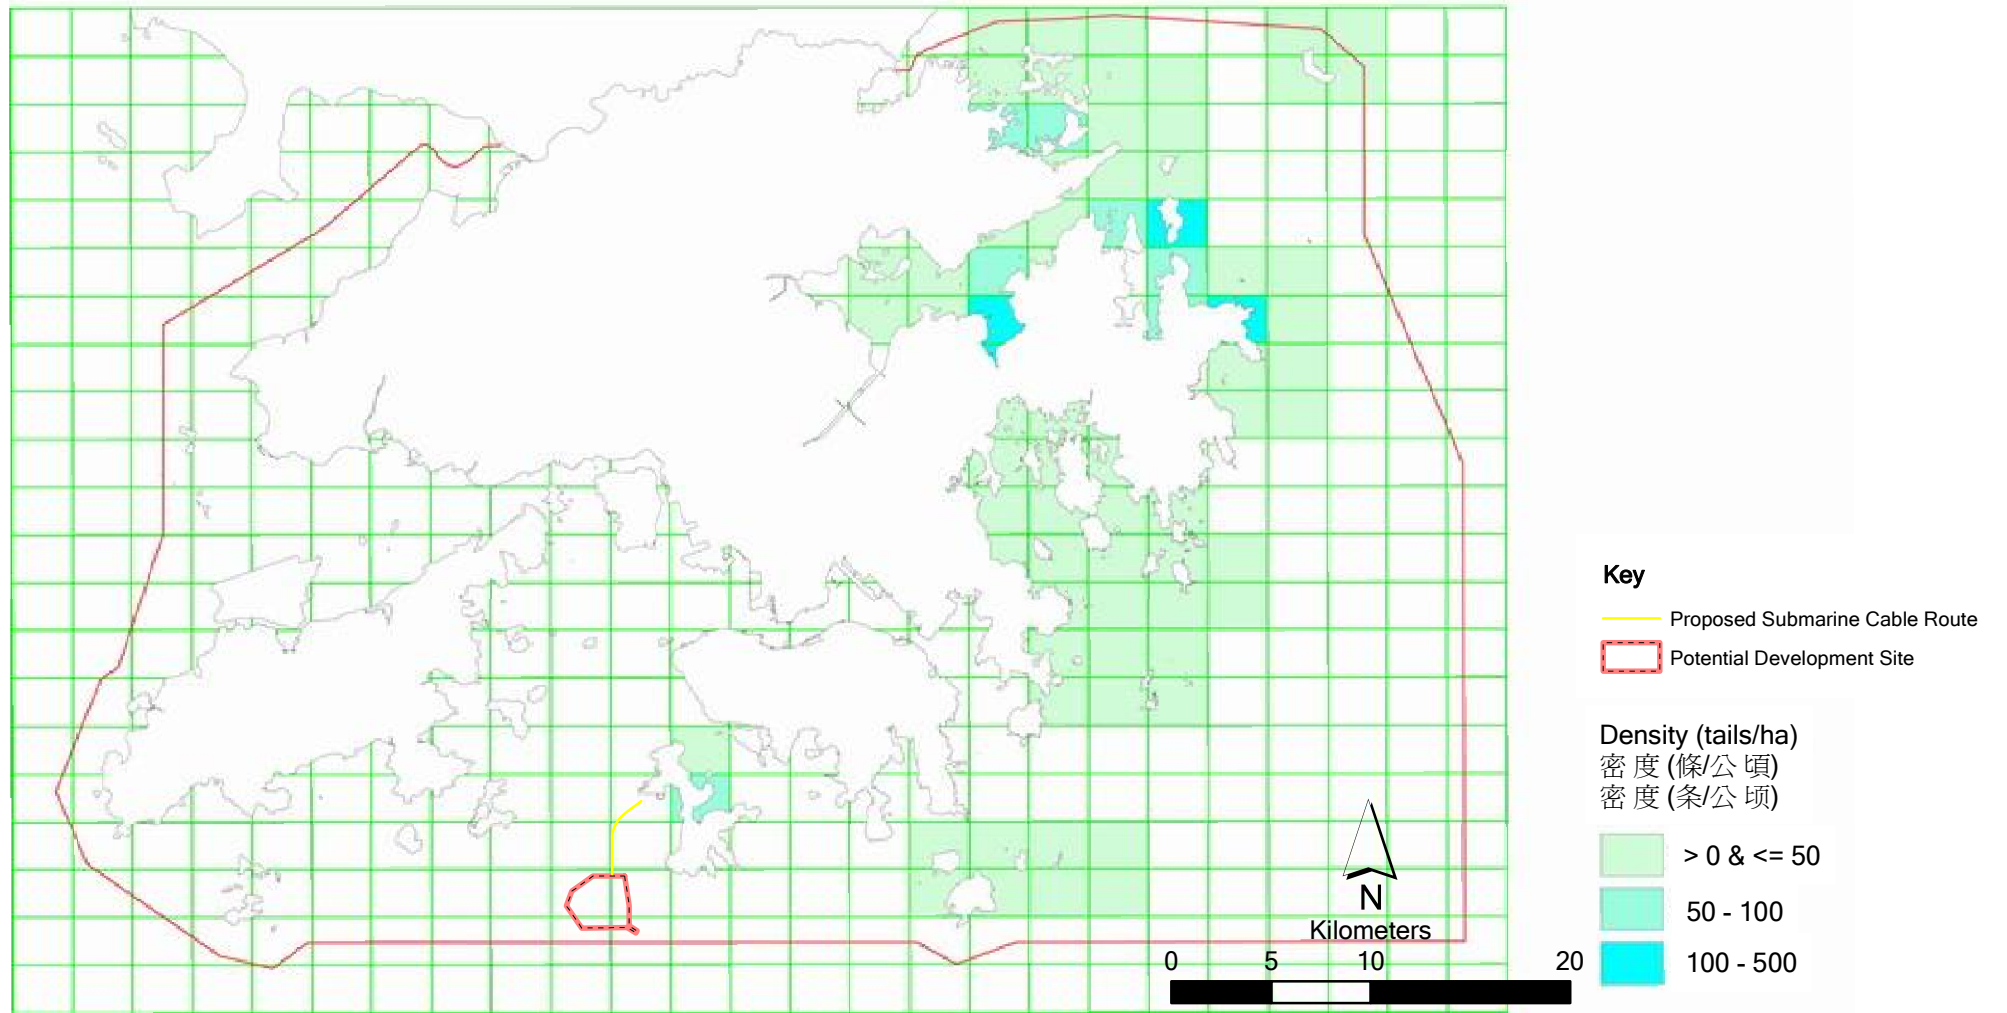 Key
Proposed Submarine Cable Route
Potential Development Site
Density (tails/ha)
密 度 (條/公 頃)
密 度 (条/公 顷)
> 0 & <= 50
50 - 100
100 - 500
N
Kilometers
0 5 10 20